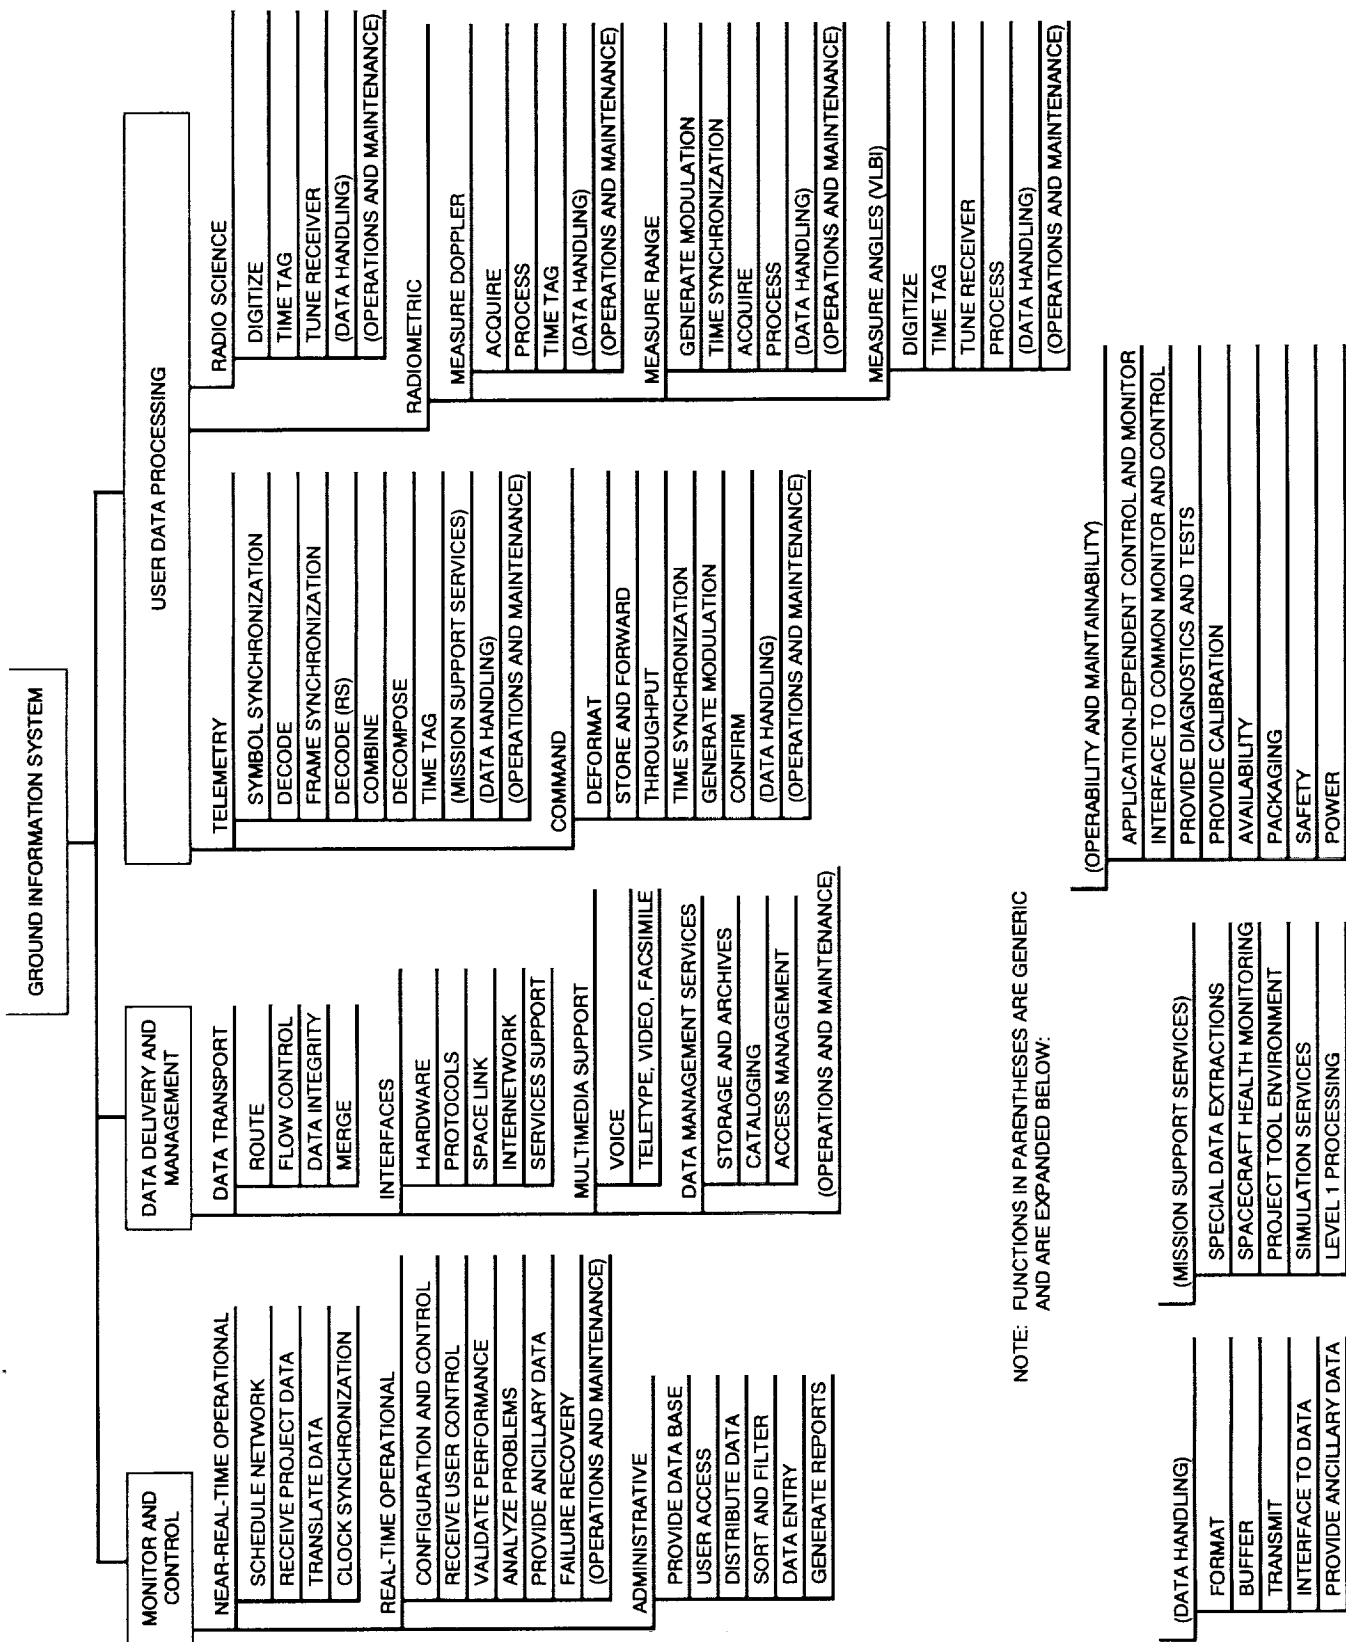 GROUND INFORMATION SYSTEM
MONITOR AND
CONTROL
NEAR-REAL-TIME OPERATIONAL
SCHEDULE NETWORK
RECEIVE PROJECT DATA
TRANSLATE DATA
CLOCK SYNCHRONIZATION
REAL-TIME OPERATIONAL
CONFIGURATION AND CONTROL
RECEIVE USER CONTROL
VALIDATE PERFORMANCE
ANALYZE PROBLEMS
PROVIDE ANCILLARY DATA
FAILURE RECOVERY
(OPERATIONS AND MAINTENANCE)
ADMINISTRATIVE
PROVIDE DATA BASE
USER ACCESS
DISTRIBUTE DATA
SORT AND FILTER
DATA ENTRY
GENERATE REPORTS
DATA DELIVERY AND
MANAGEMENT
DATA TRANSPORT
ROUTE
FLOW CONTROL
DATA INTEGRITY
MERGE
INTERFACES
HARDWARE
PROTOCOLS
SPACE LINK
INTERNETWORK
SERVICES SUPPORT
MULTIMEDIA SUPPORT
VOICE
TELETYPE, VIDEO, FACSIMILE
DATA MANAGEMENT SERVICES
STORAGE AND ARCHIVES
CATALOGING
ACCESS MANAGEMENT
(OPERATIONS AND MAINTENANCE)
USER DATA PROCESSING
TELEMETRY
SYMBOL SYNCHRONIZATION
DECODE
FRAME SYNCHRONIZATION
DECODE (RS)
COMBINE
DECOMPOSE
TIME TAG
(MISSION SUPPORT SERVICES)
(DATA HANDLING)
(OPERATIONS AND MAINTENANCE)
COMMAND
DEFORMAT
STORE AND FORWARD
THROUGHPUT
TIME SYNCHRONIZATION
GENERATE MODULATION
CONFIRM
(DATA HANDLING)
(OPERATIONS AND MAINTENANCE)
RADIO SCIENCE
DIGITIZE
TIME TAG
TUNE RECEIVER
(DATA HANDLING)
(OPERATIONS AND MAINTENANCE)
RADIOMETRIC
MEASURE DOPPLER
ACQUIRE
PROCESS
TIME TAG
(DATA HANDLING)
(OPERATIONS AND MAINTENANCE)
MEASURE RANGE
GENERATE MODULATION
TIME SYNCHRONIZATION
ACQUIRE
PROCESS
(DATA HANDLING)
(OPERATIONS AND MAINTENANCE)
MEASURE ANGLES (VLBI)
DIGITIZE
TIME TAG
TUNE RECEIVER
PROCESS
(DATA HANDLING)
(OPERATIONS AND MAINTENANCE)
NOTE: FUNCTIONS IN PARENTHESES ARE GENERIC
AND ARE EXPANDED BELOW:
(DATA HANDLING)
FORMAT
BUFFER
TRANSMIT
INTERFACE TO DATA
PROVIDE ANCILLARY DATA
(MISSION SUPPORT SERVICES)
SPECIAL DATA EXTRACTIONS
SPACECRAFT HEALTH MONITORING
PROJECT TOOL ENVIRONMENT
SIMULATION SERVICES
LEVEL 1 PROCESSING
(OPERABILITY AND MAINTAINABILITY)
APPLICATION-DEPENDENT CONTROL AND MONITOR
INTERFACE TO COMMON MONITOR AND CONTROL
PROVIDE DIAGNOSTICS AND TESTS
PROVIDE CALIBRATION
AVAILABILITY
PACKAGING
SAFETY
POWER